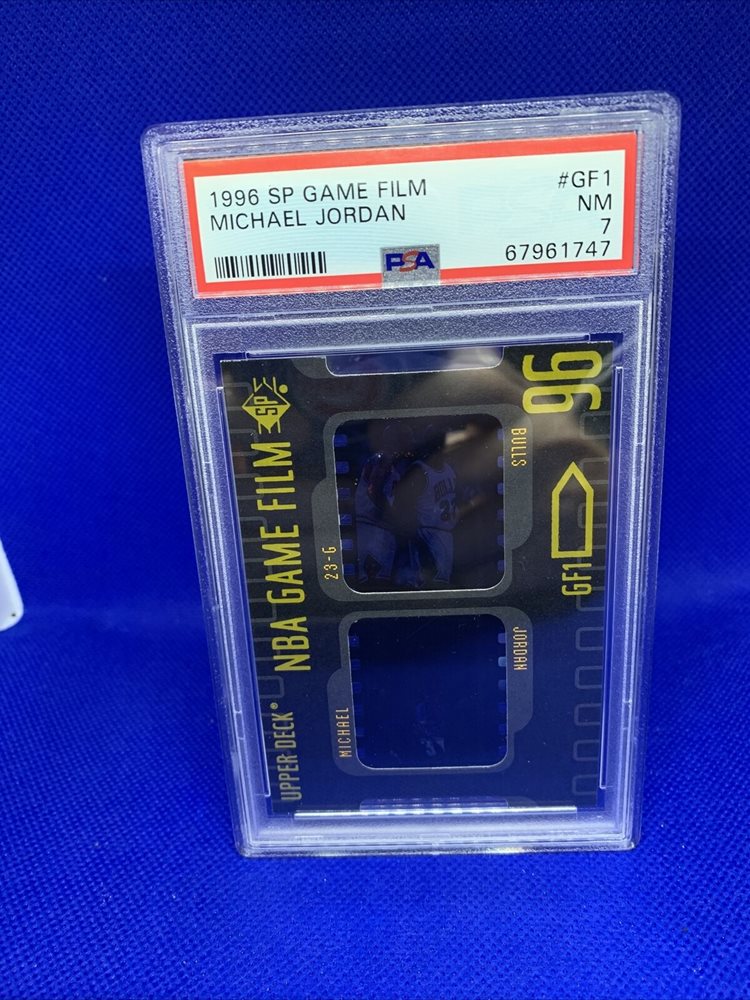 1996 SP GAME FILM
MICHAEL JORDAN
#GF1
NM
7
67961747
PSA
UPPER DECK® NBA GAME FILM SP
23-G
MICHAEL
BULLS
JORDAN
96
GF1